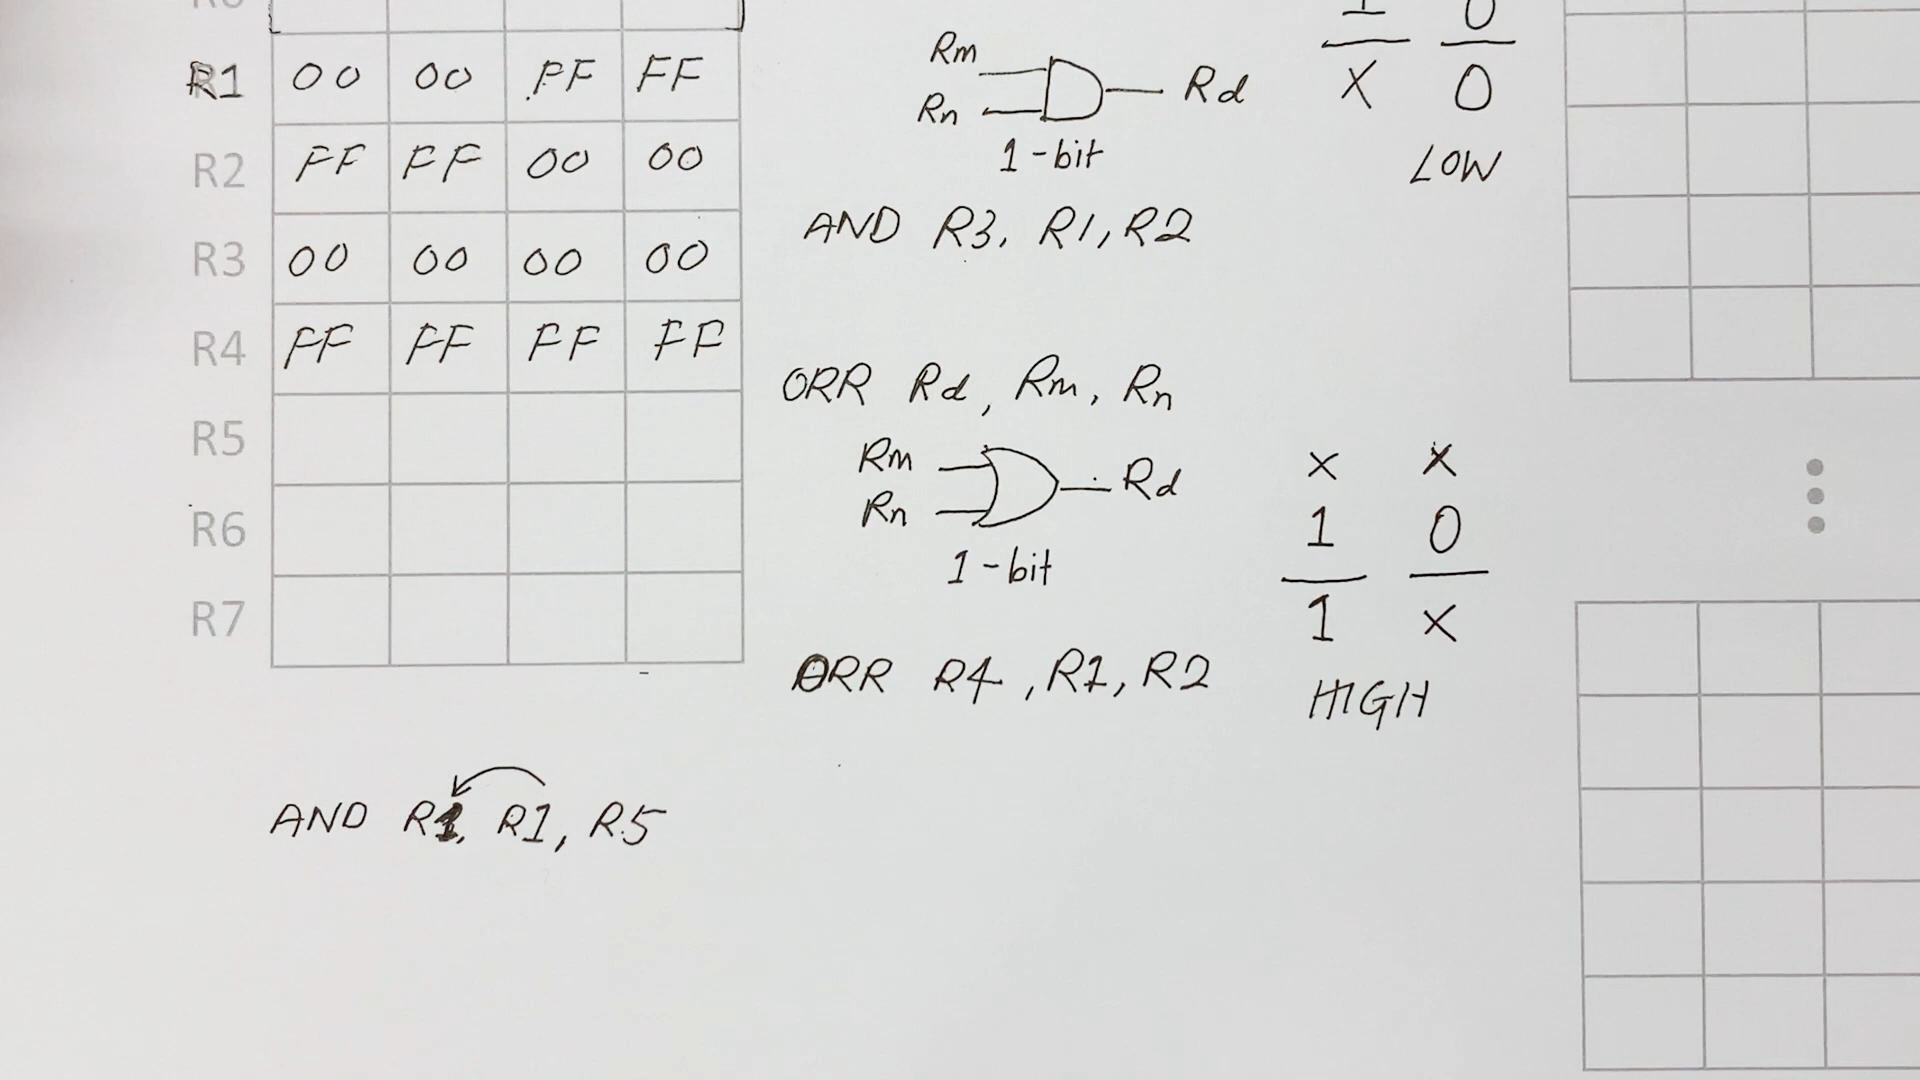 R1 00 00 FF FF
R2 FF FF 00 00
R3 00 00 00 00
R4 FF FF FF FF
R5
R6
R7
AND R1, R1, R5
Rm
Rn
Rd
1-bit
AND R3, R1, R2
ORR Rd, Rm, Rn
Rm
Rn
Rd
1-bit
ORR R4, R1, R2
1 0
X 0
LOW
X X
1 0
1 X
HIGH